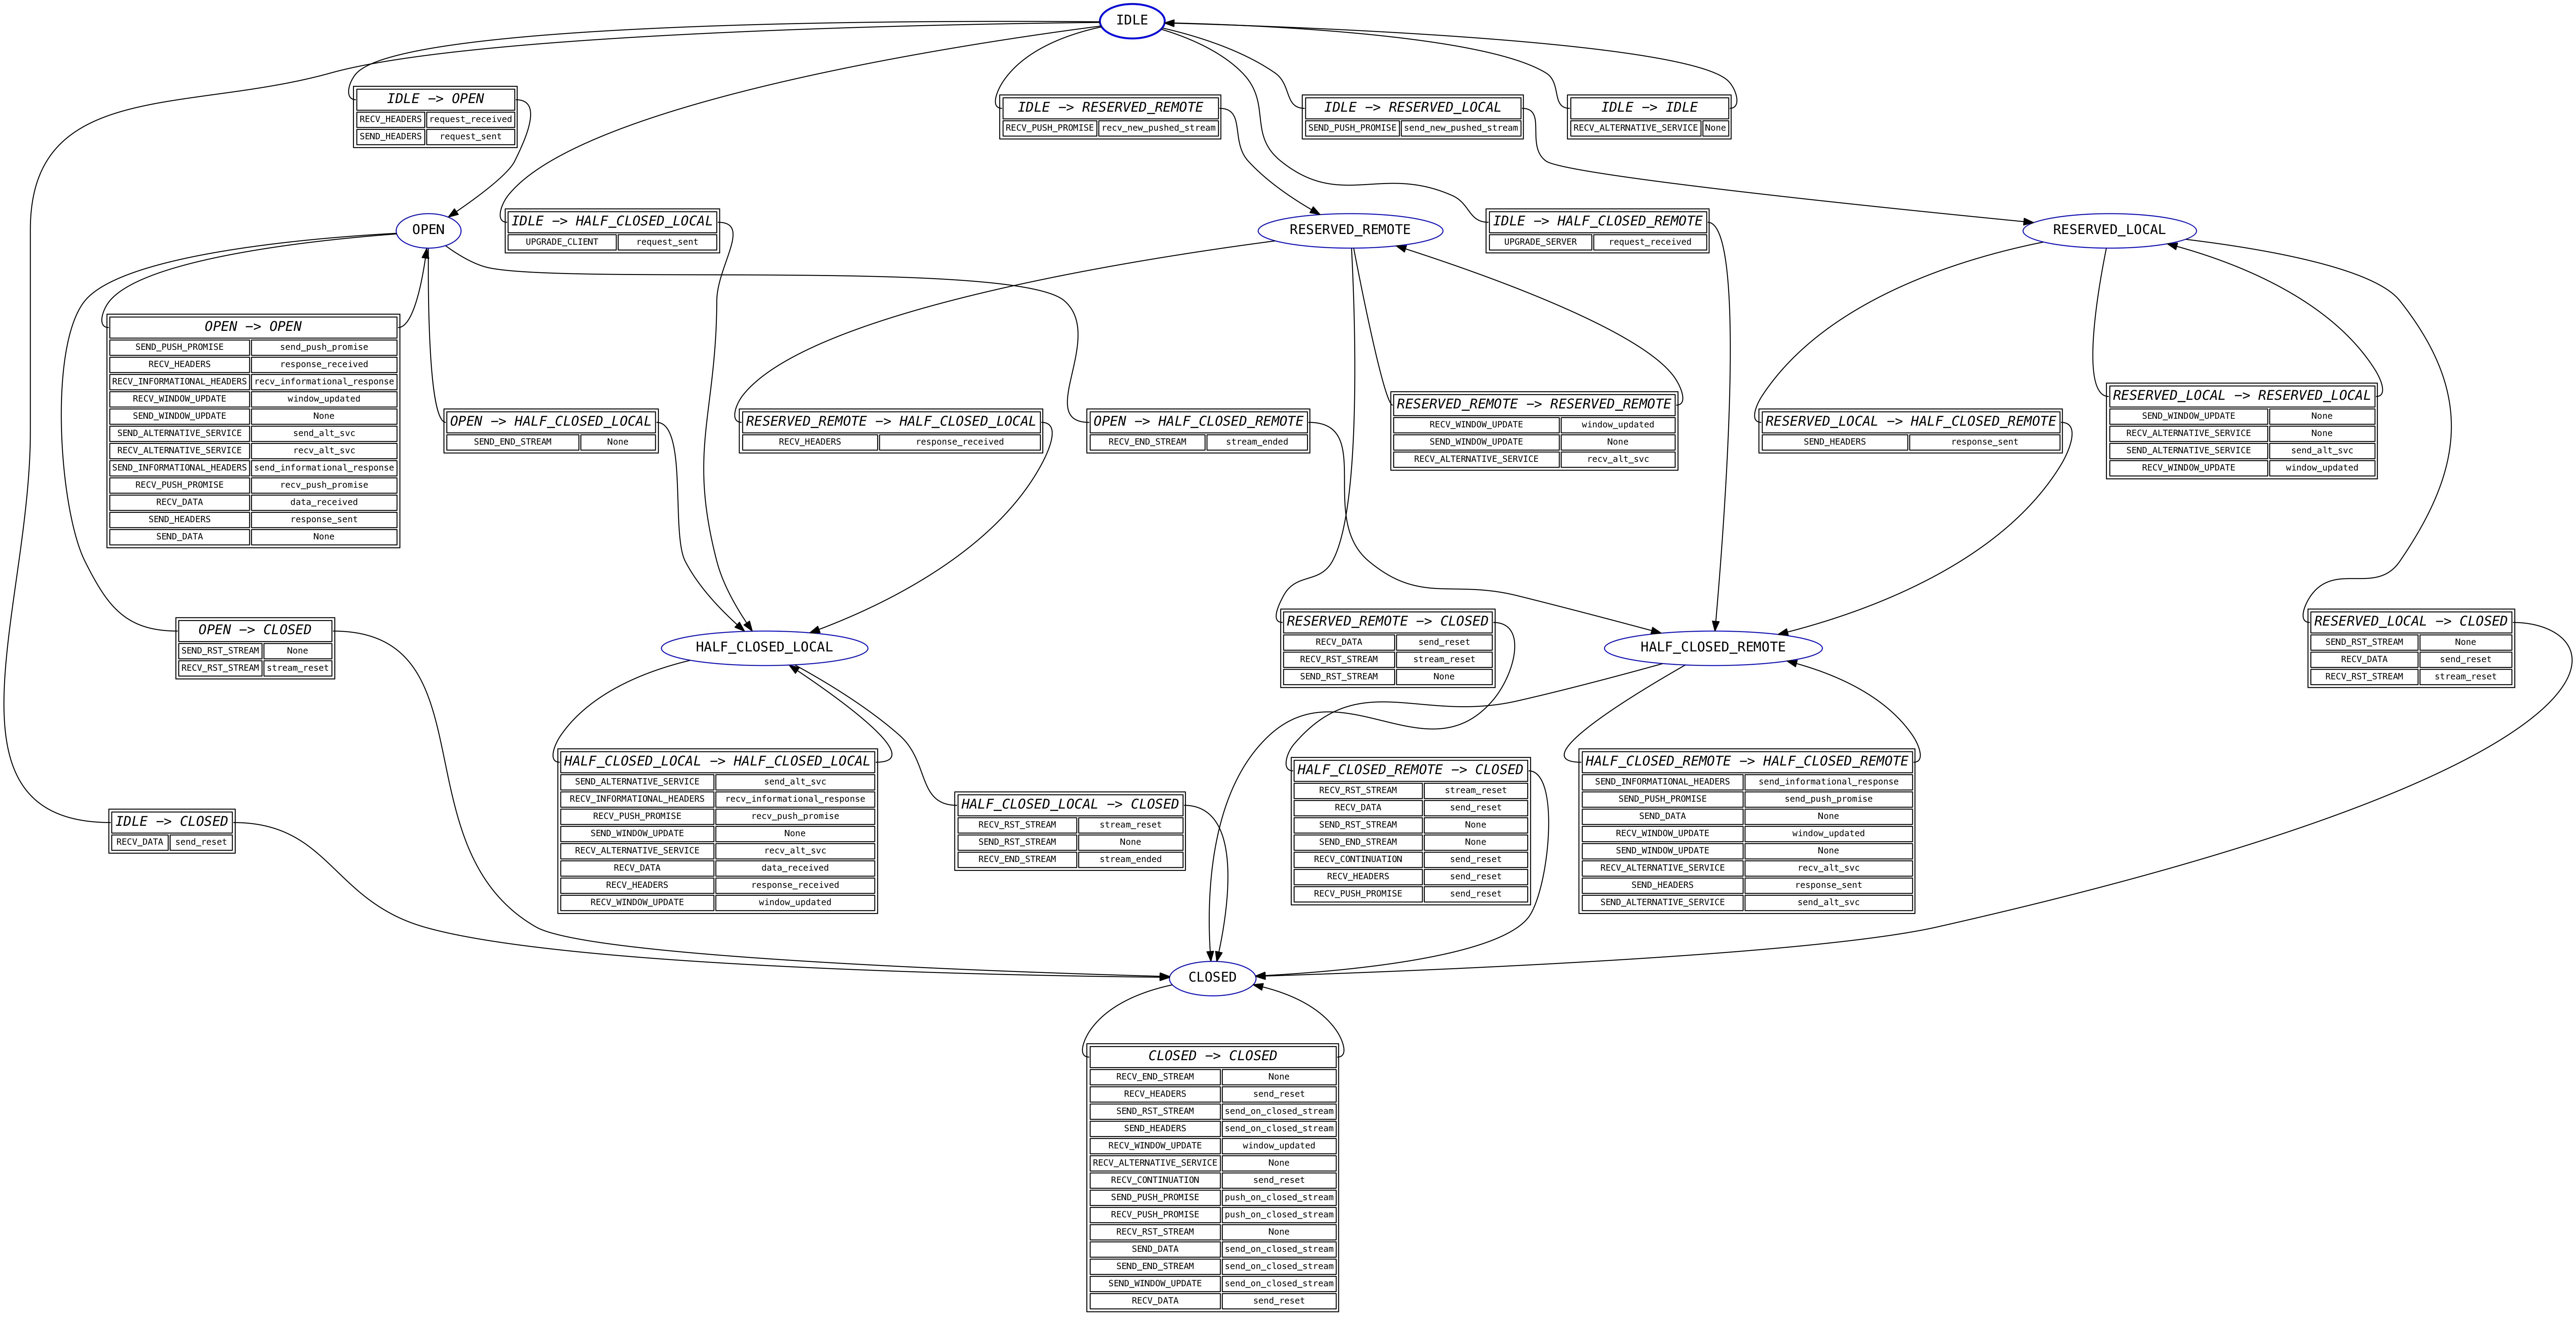 IDLE
IDLE -> OPEN
RECV_HEADERS request_received
SEND_HEADERS request_sent
IDLE -> RESERVED_REMOTE
RECV_PUSH_PROMISE recv_new_pushed_stream
IDLE -> RESERVED_LOCAL
SEND_PUSH_PROMISE send_new_pushed_stream
IDLE -> IDLE
RECV_ALTERNATIVE_SERVICE None
OPEN
IDLE -> HALF_CLOSED_LOCAL
UPGRADE_CLIENT request_sent
RESERVED_REMOTE
IDLE -> HALF_CLOSED_REMOTE
UPGRADE_SERVER request_received
RESERVED_LOCAL
OPEN -> OPEN
SEND_PUSH_PROMISE send_push_promise
RECV_HEADERS response_received
RECV_INFORMATIONAL_HEADERS recv_informational_response
RECV_WINDOW_UPDATE window_updated
SEND_WINDOW_UPDATE None
SEND_ALTERNATIVE_SERVICE send_alt_svc
RECV_ALTERNATIVE_SERVICE recv_alt_svc
SEND_INFORMATIONAL_HEADERS send_informational_response
RECV_PUSH_PROMISE recv_push_promise
RECV_DATA data_received
SEND_HEADERS response_sent
SEND_DATA None
OPEN -> HALF_CLOSED_LOCAL
SEND_END_STREAM None
RESERVED_REMOTE -> HALF_CLOSED_LOCAL
RECV_HEADERS response_received
OPEN -> HALF_CLOSED_REMOTE
RECV_END_STREAM stream_ended
RESERVED_REMOTE -> RESERVED_REMOTE
RECV_WINDOW_UPDATE window_updated
SEND_WINDOW_UPDATE None
RECV_ALTERNATIVE_SERVICE recv_alt_svc
RESERVED_LOCAL -> HALF_CLOSED_REMOTE
SEND_HEADERS response_sent
RESERVED_LOCAL -> RESERVED_LOCAL
SEND_WINDOW_UPDATE None
RECV_ALTERNATIVE_SERVICE None
SEND_ALTERNATIVE_SERVICE send_alt_svc
RECV_WINDOW_UPDATE window_updated
OPEN -> CLOSED
SEND_RST_STREAM None
RECV_RST_STREAM stream_reset
HALF_CLOSED_LOCAL
RESERVED_REMOTE -> CLOSED
RECV_DATA send_reset
RECV_RST_STREAM stream_reset
SEND_RST_STREAM None
HALF_CLOSED_REMOTE
RESERVED_LOCAL -> CLOSED
SEND_RST_STREAM None
RECV_DATA send_reset
RECV_RST_STREAM stream_reset
IDLE -> CLOSED
RECV_DATA send_reset
HALF_CLOSED_LOCAL -> HALF_CLOSED_LOCAL
SEND_ALTERNATIVE_SERVICE send_alt_svc
RECV_INFORMATIONAL_HEADERS recv_informational_response
RECV_PUSH_PROMISE recv_push_promise
SEND_WINDOW_UPDATE None
RECV_ALTERNATIVE_SERVICE recv_alt_svc
RECV_DATA data_received
RECV_HEADERS response_received
RECV_WINDOW_UPDATE window_updated
HALF_CLOSED_LOCAL -> CLOSED
RECV_RST_STREAM stream_reset
SEND_RST_STREAM None
RECV_END_STREAM stream_ended
HALF_CLOSED_REMOTE -> CLOSED
RECV_RST_STREAM stream_reset
RECV_DATA send_reset
SEND_RST_STREAM None
SEND_END_STREAM None
RECV_CONTINUATION send_reset
RECV_HEADERS send_reset
RECV_PUSH_PROMISE send_reset
HALF_CLOSED_REMOTE -> HALF_CLOSED_REMOTE
SEND_INFORMATIONAL_HEADERS send_informational_response
SEND_PUSH_PROMISE send_push_promise
SEND_DATA None
RECV_WINDOW_UPDATE window_updated
SEND_WINDOW_UPDATE None
RECV_ALTERNATIVE_SERVICE recv_alt_svc
SEND_HEADERS response_sent
SEND_ALTERNATIVE_SERVICE send_alt_svc
CLOSED
CLOSED -> CLOSED
RECV_END_STREAM None
RECV_HEADERS send_reset
SEND_RST_STREAM send_on_closed_stream
SEND_HEADERS send_on_closed_stream
RECV_WINDOW_UPDATE window_updated
RECV_ALTERNATIVE_SERVICE None
RECV_CONTINUATION send_reset
SEND_PUSH_PROMISE push_on_closed_stream
RECV_PUSH_PROMISE push_on_closed_stream
RECV_RST_STREAM None
SEND_DATA send_on_closed_stream
SEND_END_STREAM send_on_closed_stream
SEND_WINDOW_UPDATE send_on_closed_stream
RECV_DATA send_reset